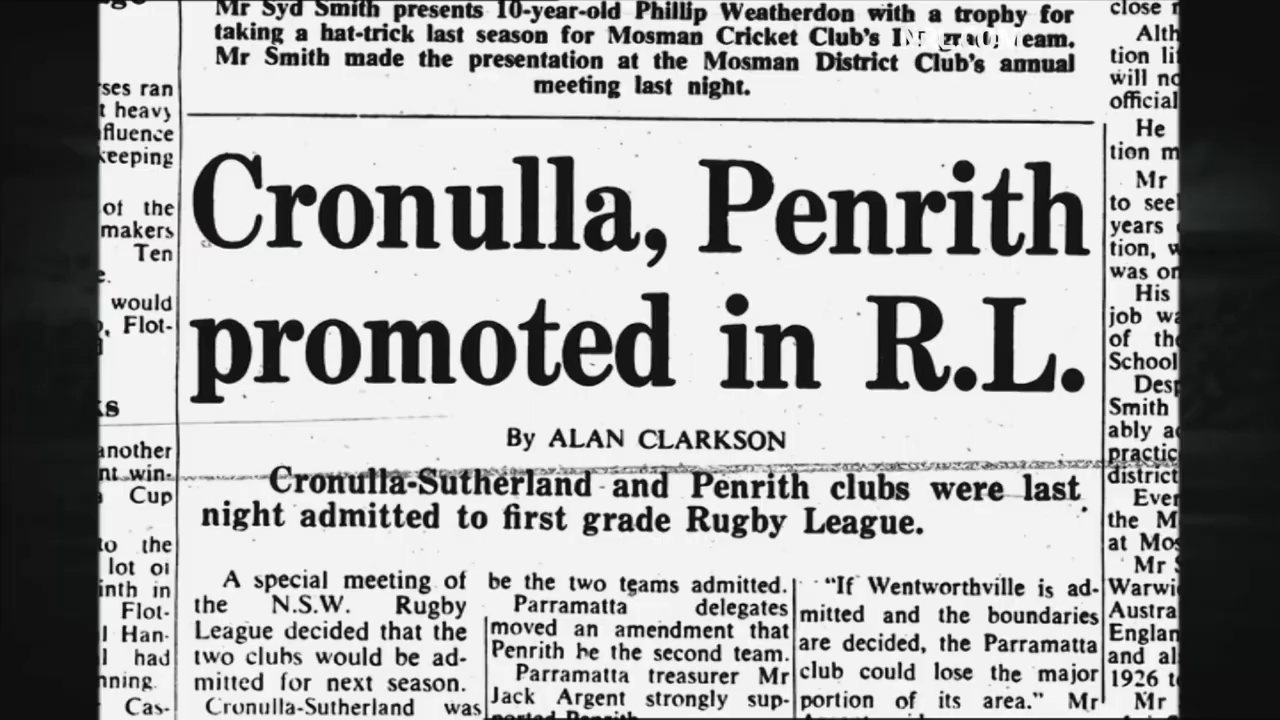 Mr Syd Smith presents 10-year-old Phillip Weatherdon with a trophy for
taking a hat-trick last season for Mosman Cricket Club's
Mr Smith made the presentation at the Mosman District Club's annual
meeting last night.
Cronulla, Penrith
promoted in R.L.
By ALAN CLARKSON
Cronulla-Sutherland and Penrith clubs were last
night admitted to first grade Rugby League.
A special meeting of
the N.S.W. Rugby
League decided that the
two clubs would be ad-
mitted for next season.
Cronulla-Sutherland was
be the two teams admitted.
Parramatta delegates
moved an amendment that
Penrith be the second team.
Parramatta treasurer Mr
Jack Argent strongly sup-
ported Penrith
"If Wentworthville is ad-
mitted and the boundaries
are decided, the Parramatta
club could lose the major
portion of its area." Mr
rses ran
t heavy
fluence
keeping
of the
makers
Ten
would
Flot-
another
nt win-
Cup
to the
lot of
inth in
Flot-
l Han-
l had
nning.
Cas-
close
Alth
tion li
will no
official
He
tion m
Mr
to see
years
tion, w
was on
His
job wa
of the
School
Desp
Smith
ably a
practic
district
Ever
the M
at Mos
Mr S
Warwi
Austra
Englan
and al
1926 t
Mr